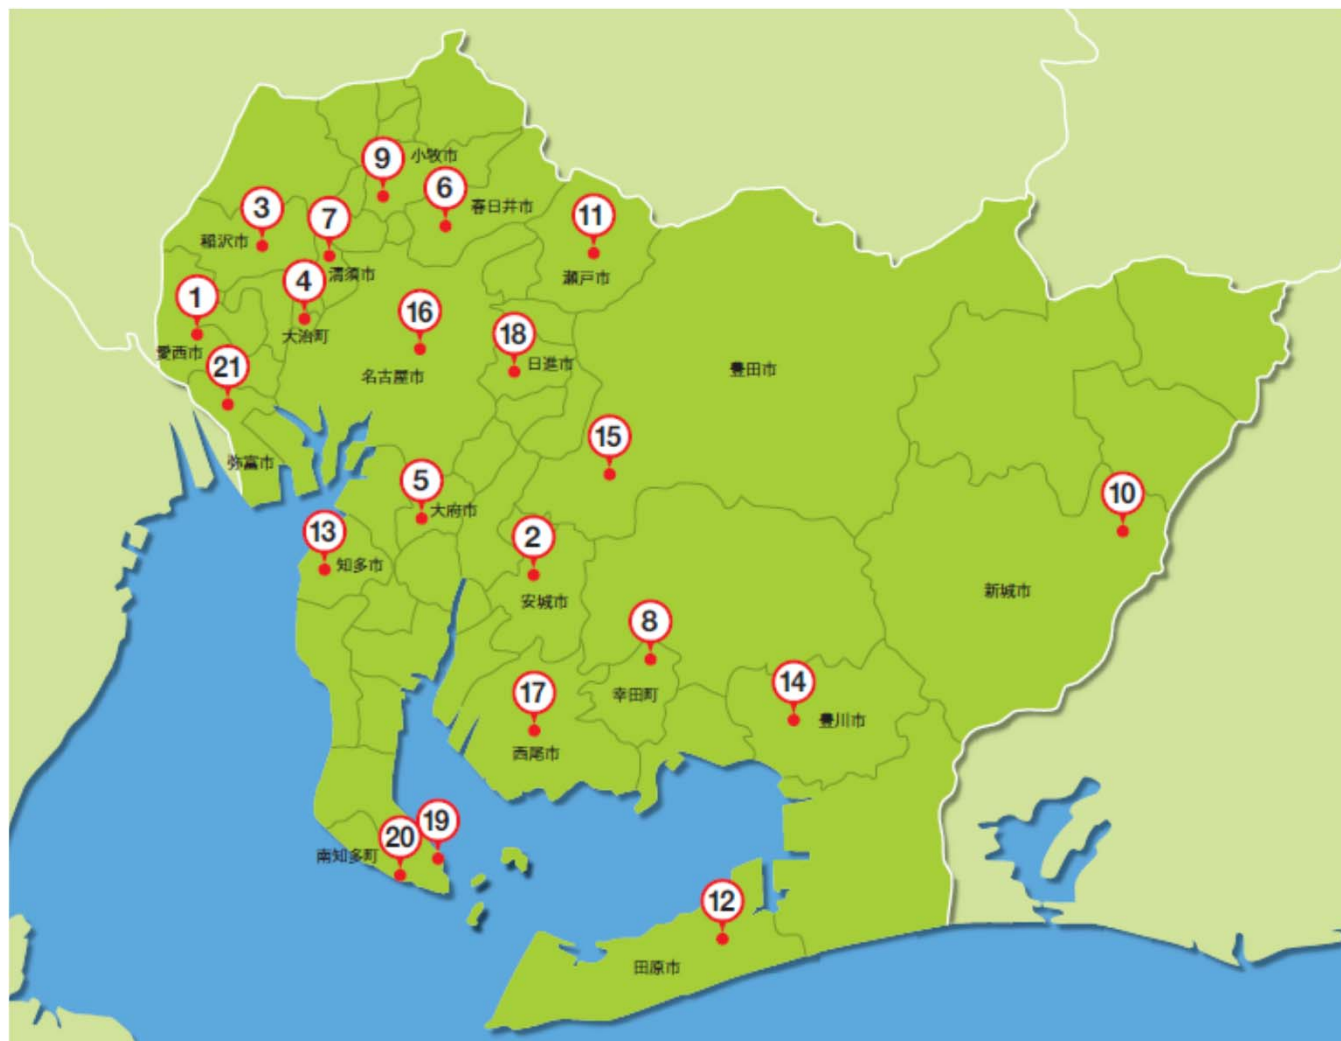 9
小牧市
6
春日井市
3
稲沢市
7
清須市
11
瀬戸市
4
大治町
1
愛西市
16
名古屋市
18
日進市
豊田市
21
弥富市
15
5
大府市
10
新城市
13
知多市
2
安城市
8
幸田町
17
西尾市
14
豊川市
19
20
南知多町
12
田原市